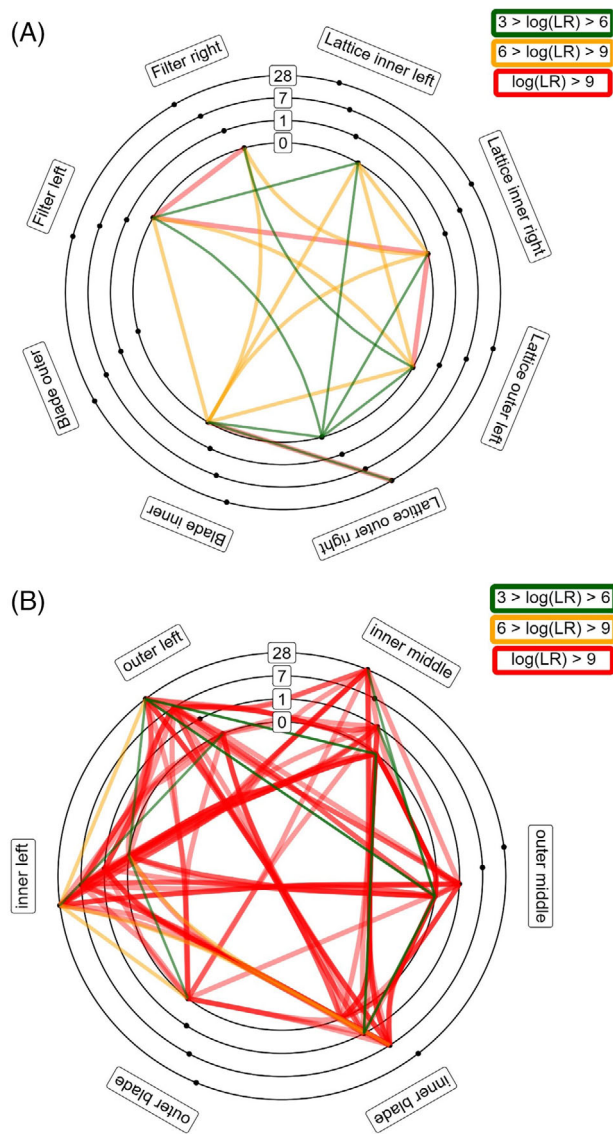 (A)
3 > log(LR) > 6
6 > log(LR) > 9
log(LR) > 9
Filter right
Lattice inner left
28
7
1
0
Filter left
Lattice inner right
Blade outer
Lattice outer left
Blade inner
Lattice outer right
(B)
3 > log(LR) > 6
6 > log(LR) > 9
log(LR) > 9
outer left
inner middle
28
7
1
0
inner left
outer middle
outer blade
inner blade